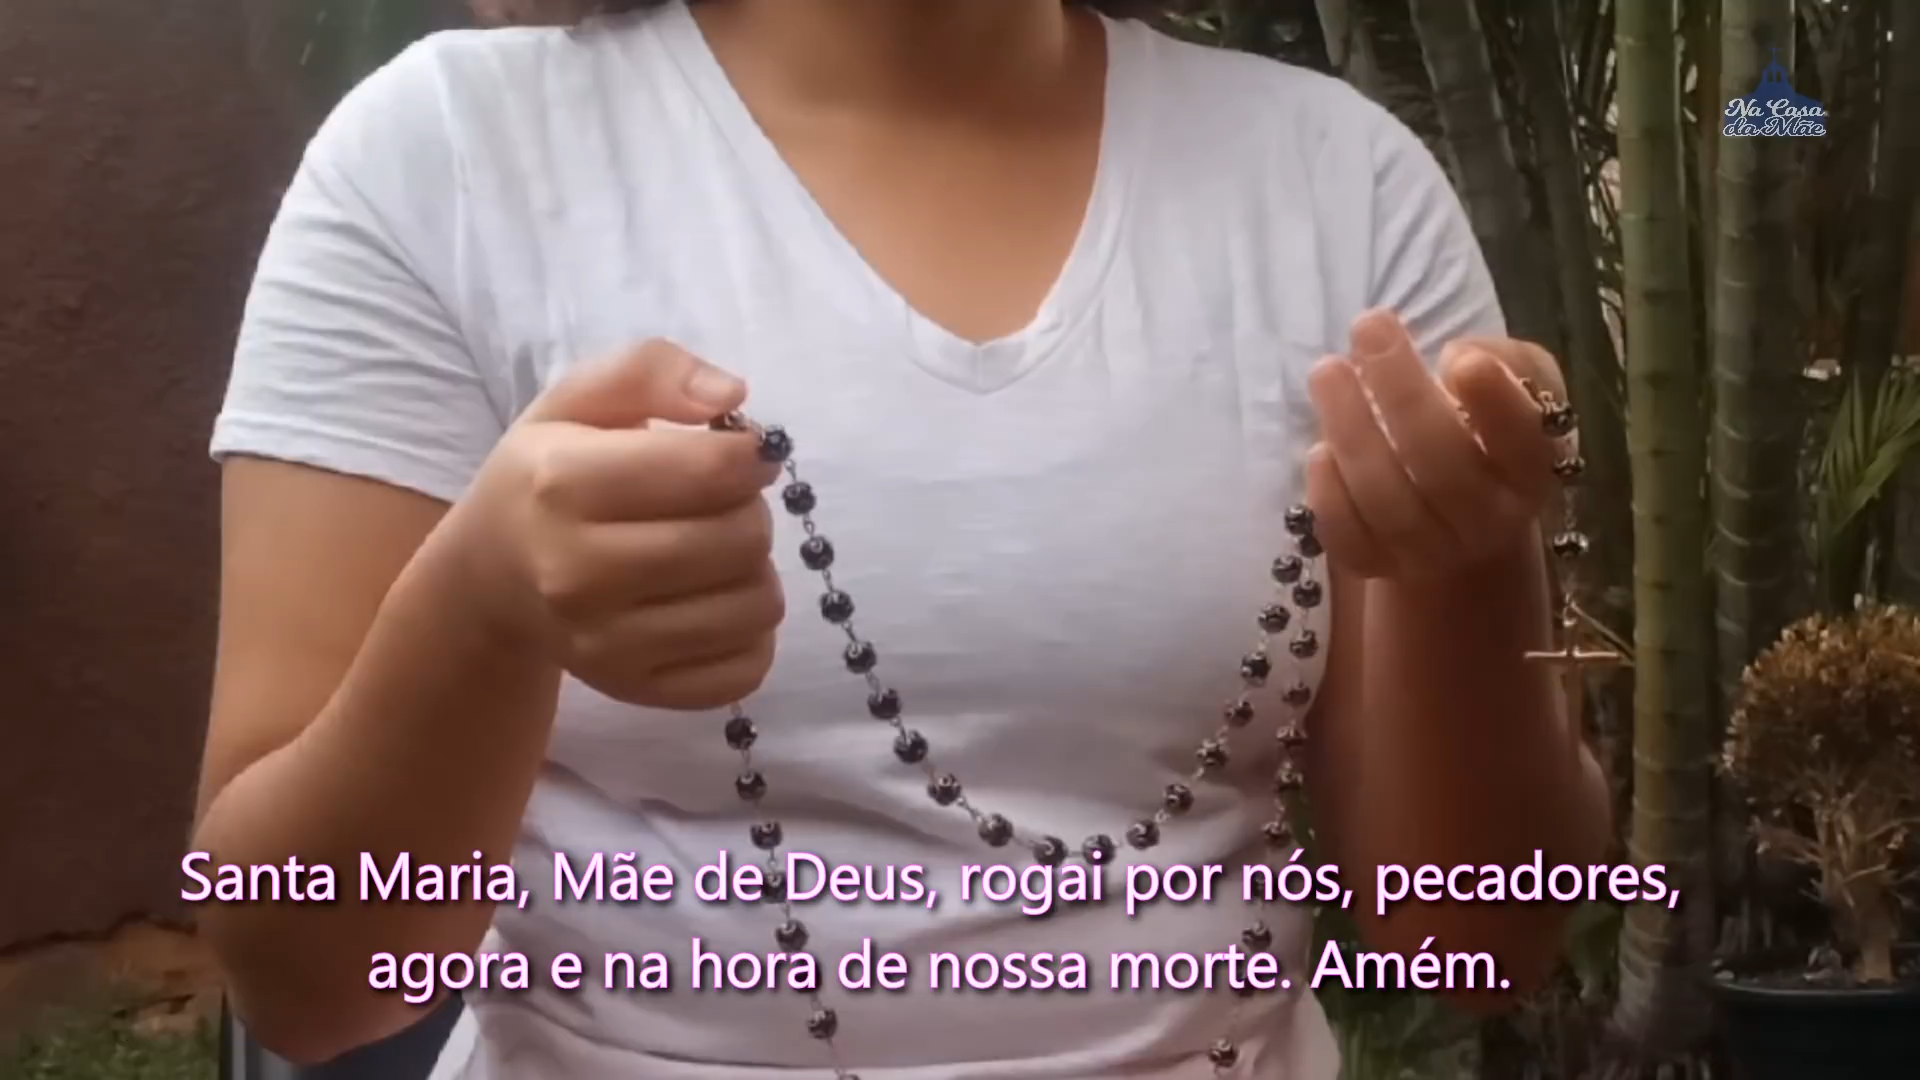 Na Casa
da Mãe
Santa Maria, Mãe de Deus, rogai por nós, pecadores,
agora e na hora de nossa morte. Amém.